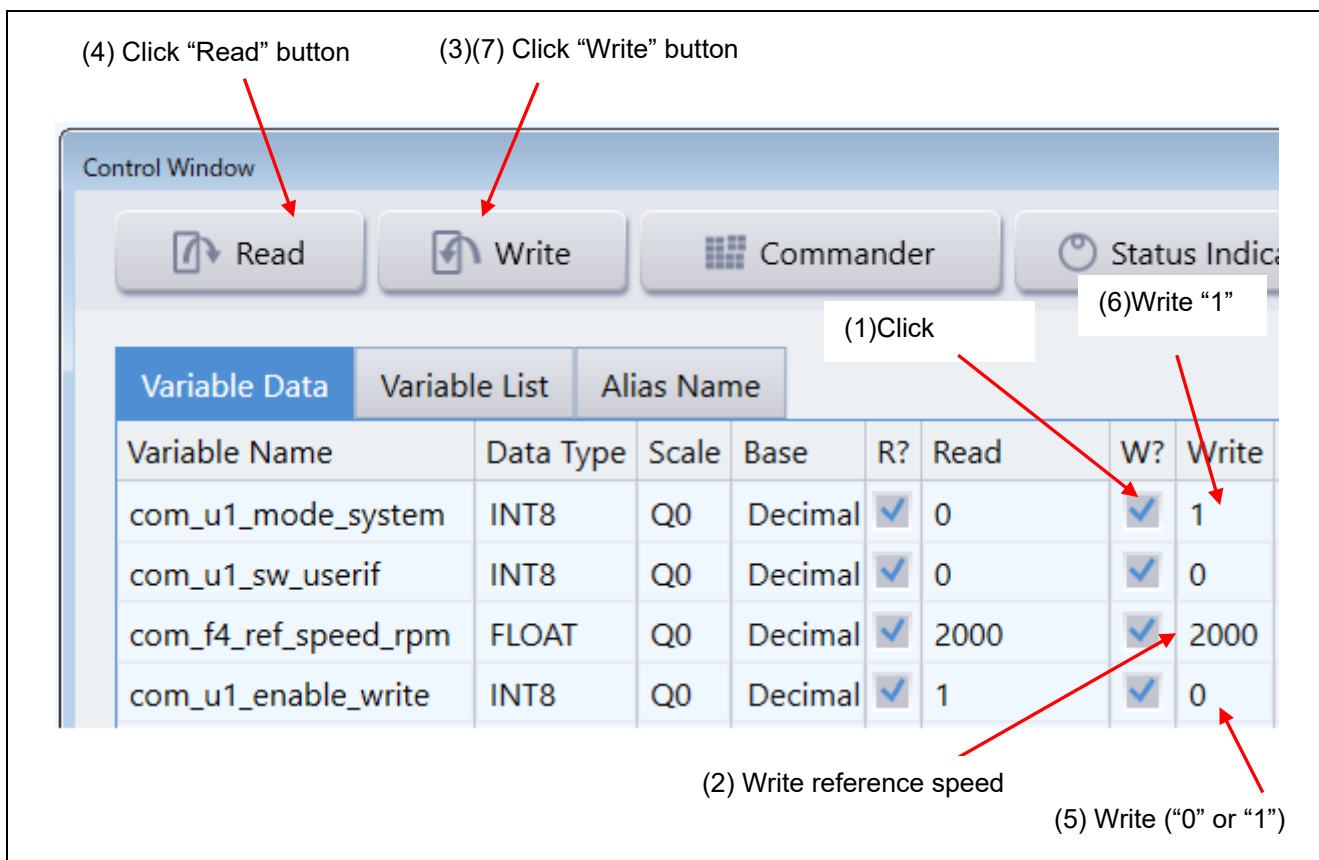 (4) Click “Read” button
(3)(7) Click “Write” button
Control Window
Read Write Commander Status Indic
(6)Write “1”
(1)Click
Variable Data Variable List Alias Name
Variable Name Data Type Scale Base R? Read W? Write
com_u1_mode_system INT8 Q0 Decimal 0 1
com_u1_sw_userif INT8 Q0 Decimal 0 0
com_f4_ref_speed_rpm FLOAT Q0 Decimal 2000 2000
com_u1_enable_write INT8 Q0 Decimal 1 0
(2) Write reference speed
(5) Write (“0” or “1”)